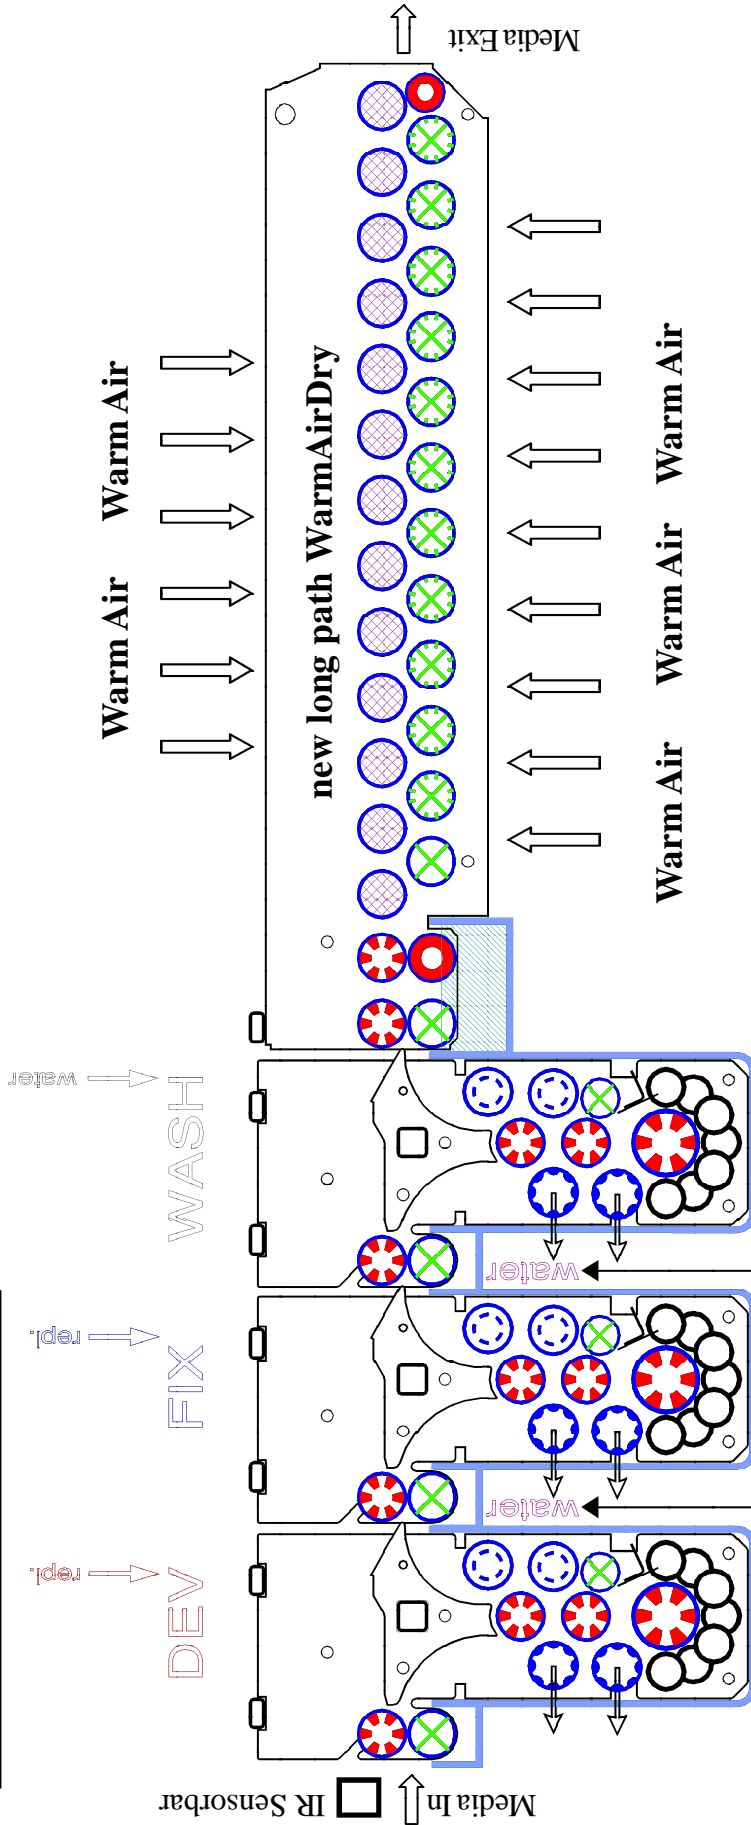 Media Exit
Warm Air
Warm Air
new long path WarmAirDry
Warm Air
Warm Air
Warm Air
water
WASH
water
repl.
FIX
water
repl.
DEV
IR Sensorbar
Media In